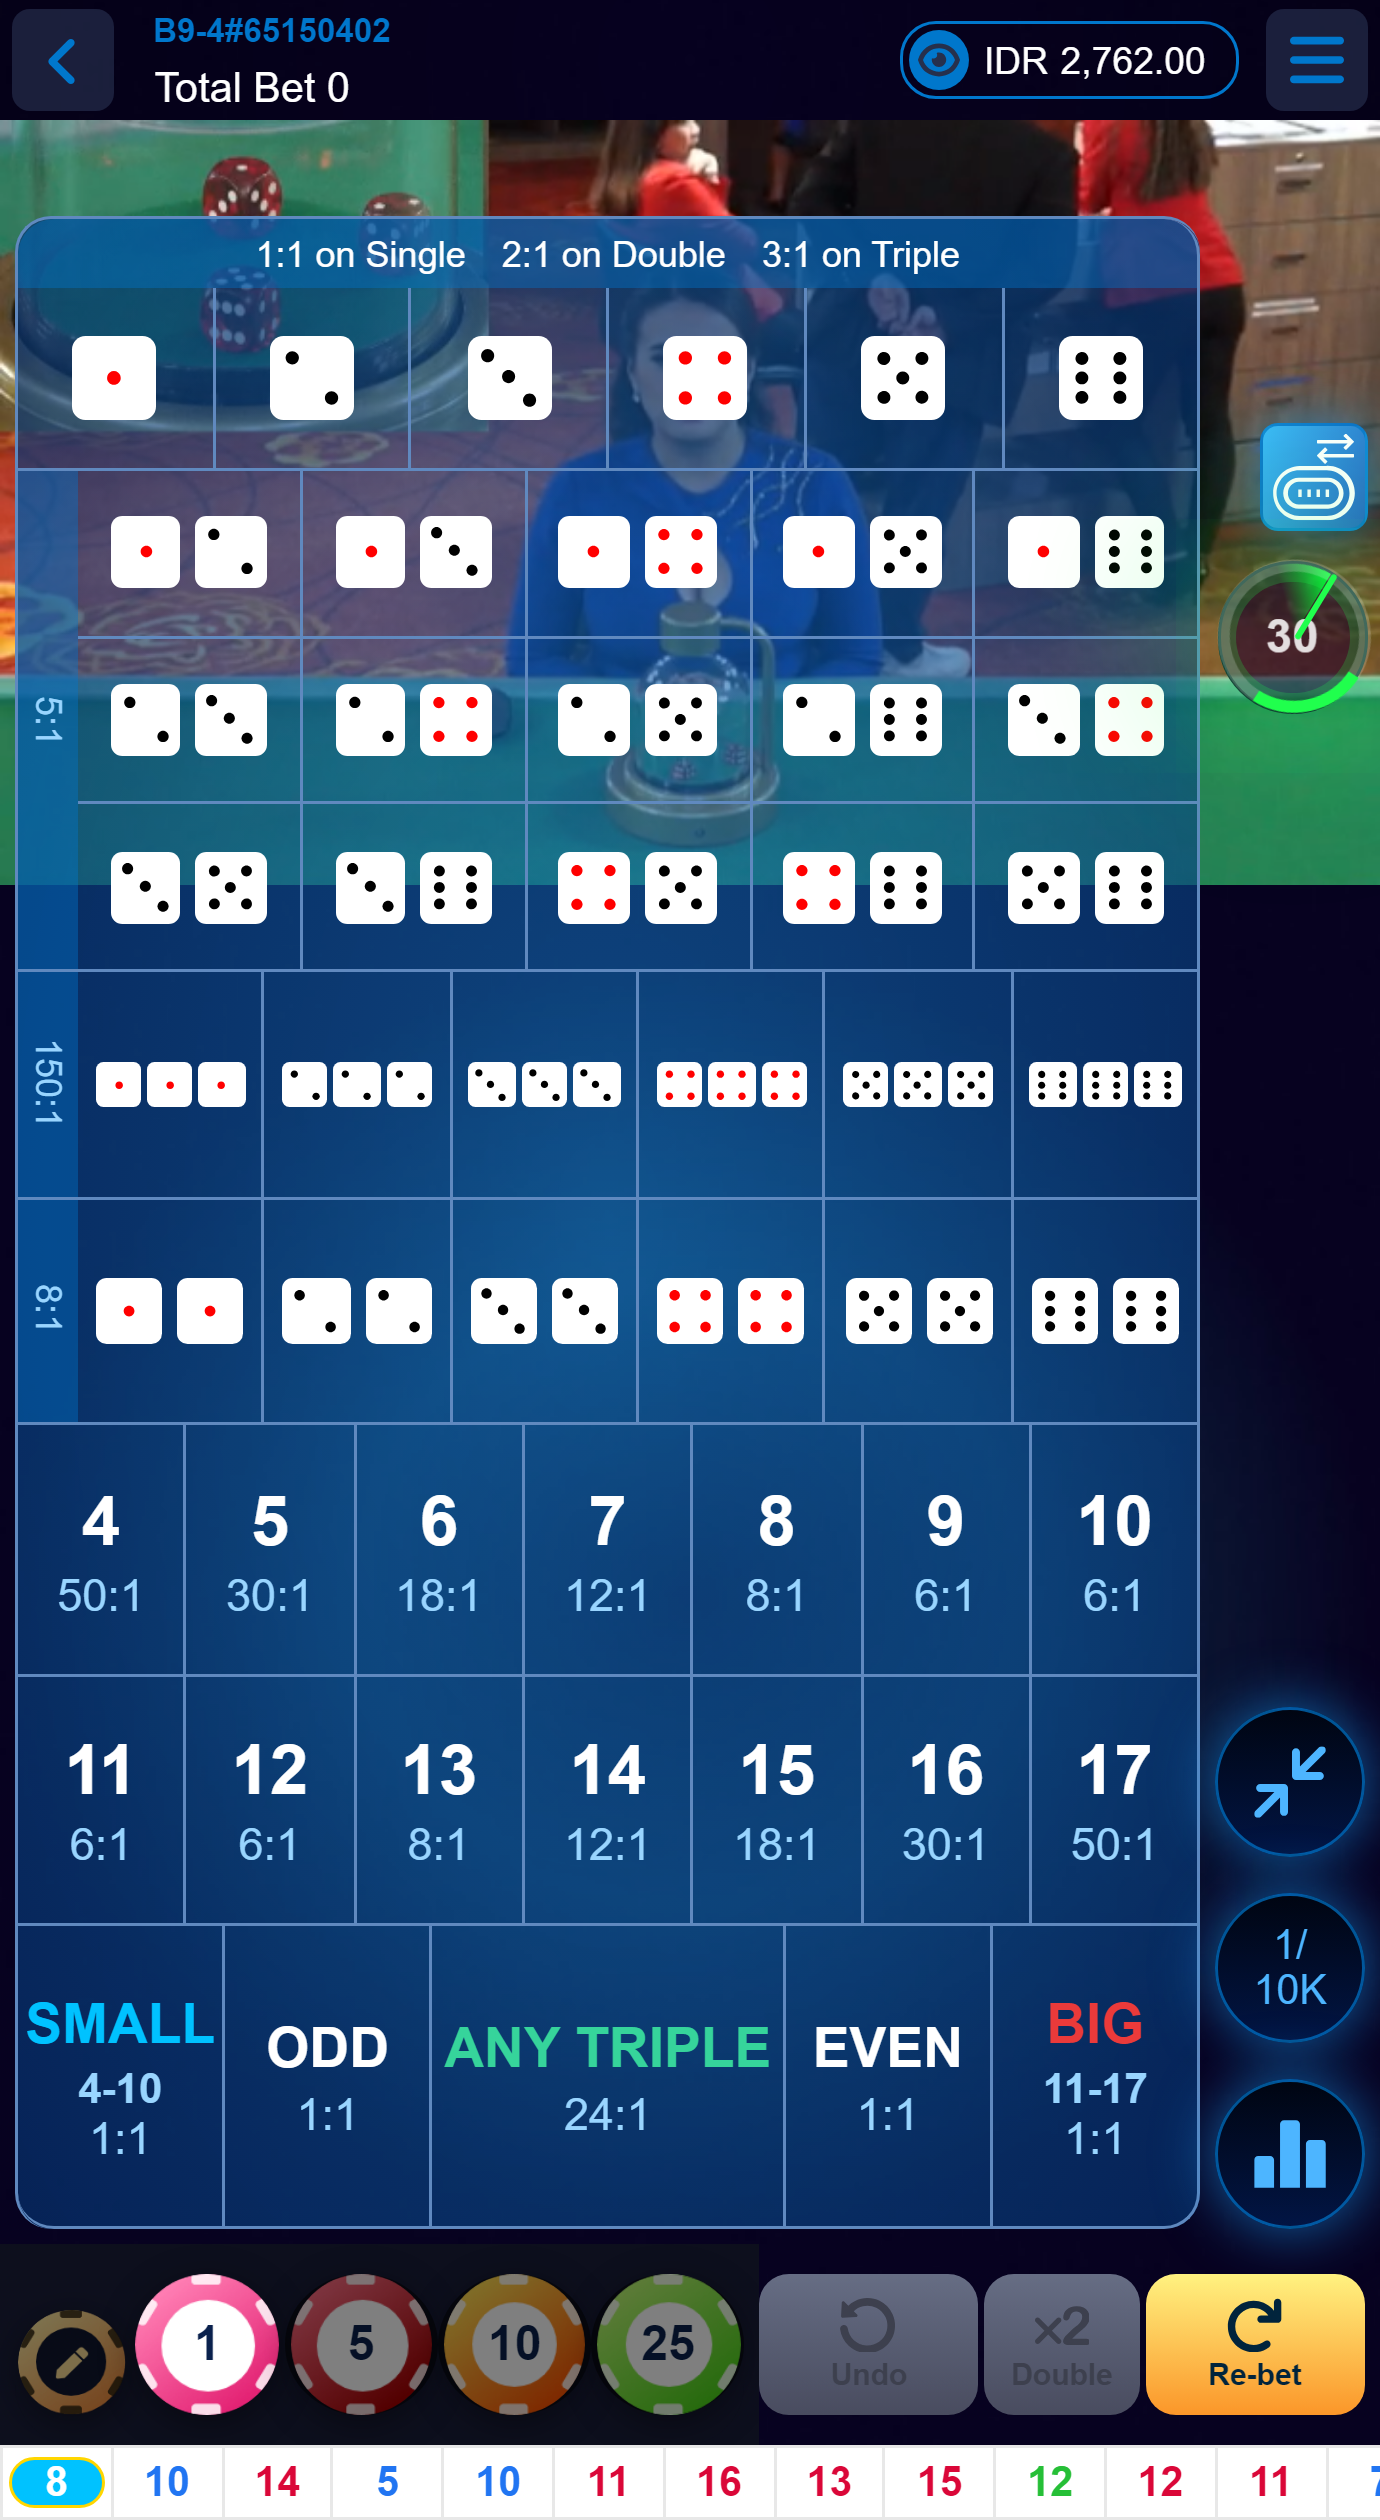 B9-4#65150402
Total Bet 0
IDR 2,762.00
1:1 on Single 2:1 on Double 3:1 on Triple
30
5:1
150:1
8:1
4 5 6 7 8 9 10
50:1 30:1 18:1 12:1 8:1 6:1 6:1
11 12 13 14 15 16 17
6:1 6:1 8:1 12:1 18:1 30:1 50:1
1/
10K
SMALL
4-10
1:1
ODD
1:1
ANY TRIPLE
24:1
EVEN
1:1
BIG
11-17
1:1
1 5 10 25
Undo
x2
Double
Re-bet
8 10 14 5 10 11 16 13 15 12 12 11